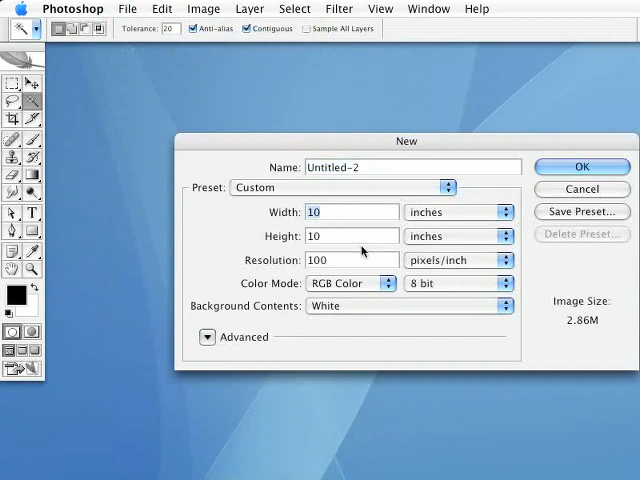 Photoshop File Edit Image Layer Select Filter View Window Help
Tolerance: 20 Anti-alias Contiguous Sample All Layers
New
Name: Untitled-2 OK
Preset: Custom Cancel
Width: 10 inches Save Preset...
Height: 10 inches Delete Preset...
Resolution: 100 pixels/inch
Color Mode: RGB Color 8 bit
Background Contents: White Image Size:
2.86M
Advanced
T